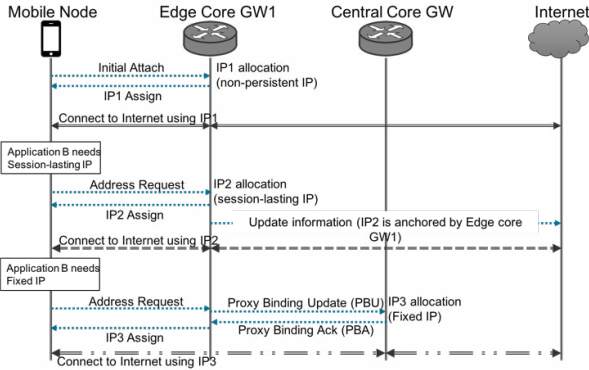 Mobile Node
Edge Core GW1
Central Core GW
Internet
Initial Attach
IP1 allocation
(non-persistent IP)
IP1 Assign
Connect to Internet using IP1
Application B needs
Session-lasting IP
Address Request
IP2 allocation
(session-lasting IP)
IP2 Assign
Update information (IP2 is anchored by Edge core
GW1)
Connect to Internet using IP2
Application B needs
Fixed IP
Address Request
Proxy Binding Update (PBU)
IP3 allocation
(Fixed IP)
Proxy Binding Ack (PBA)
IP3 Assign
Connect to Internet using IP3